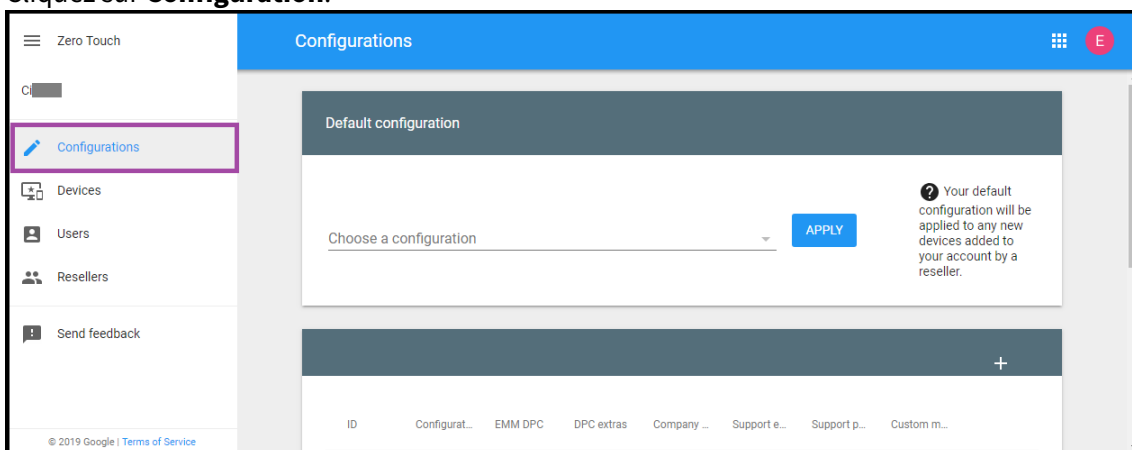 Cliquez sur Configuration.
Zero Touch
Configurations
E
Ci
Configurations
Devices
Users
Resellers
Send feedback
© 2019 Google | Terms of Service
Default configuration
Choose a configuration
APPLY
? Your default
configuration will be
applied to any new
devices added to
your account by a
reseller.
+
ID Configurat... EMM DPC DPC extras Company ... Support e... Support p... Custom m...